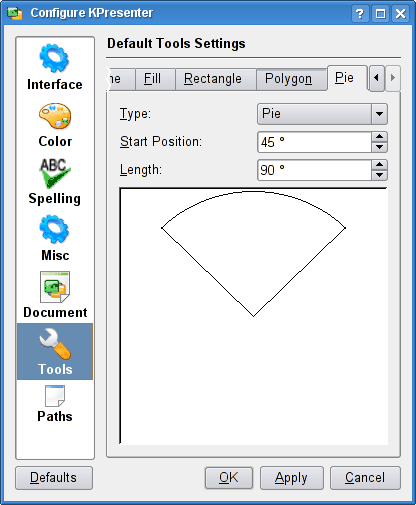 Configure KPresenter
Interface
Color
ABC
Spelling
Misc
Document
Tools
Paths
Default Tools Settings
Fill Rectangle Polygon Pie
Type: Pie
Start Position: 45 °
Length: 90 °
Defaults OK Apply Cancel